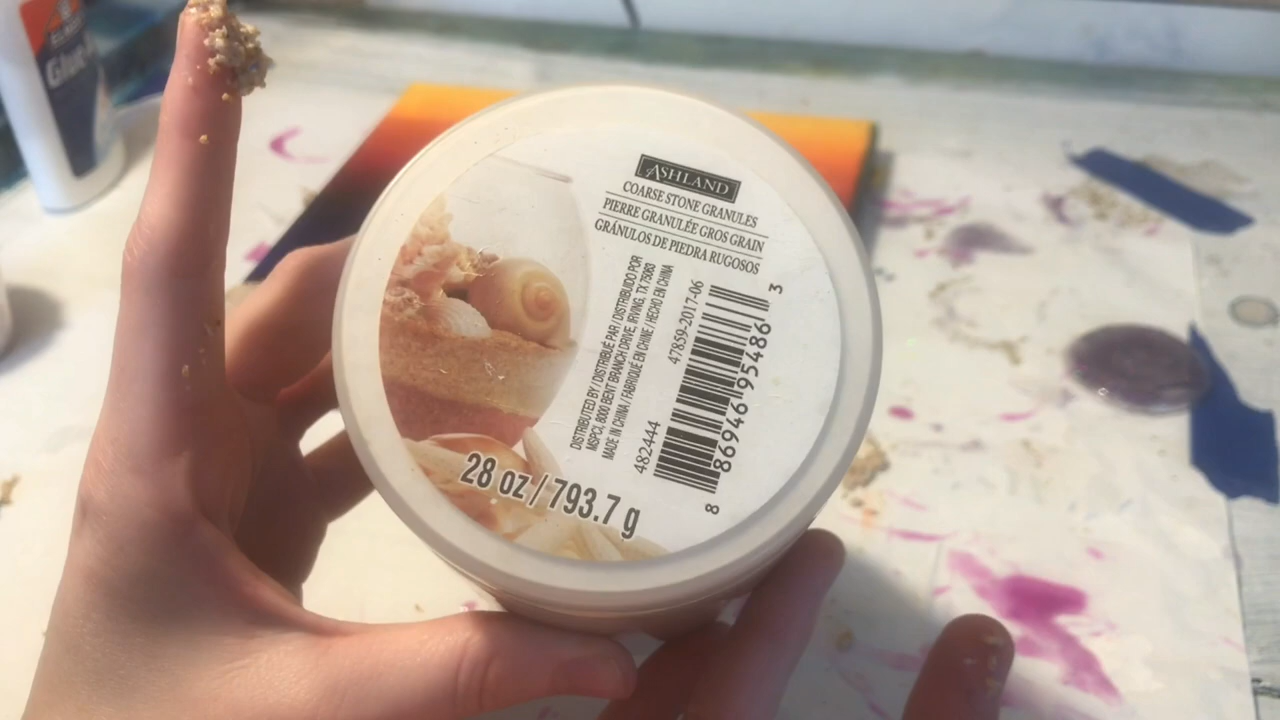 ELMER'S
Glue-
ASHLAND
COARSE STONE GRANULES
PIERRE GRANULÉE GROS GRAIN
GRÁNULOS DE PIEDRA RUGOSOS
DISTRIBUTED BY / DISTRIBUÉ PAR / DISTRIBUIDO POR
MSPCI, 8000 BENT BRANCH DRIVE, IRVING, TX 75063
MADE IN CHINA / FABRIQUÉ EN CHINE / HECHO EN CHINA
482444
47859-2017-06
8 86946 95486 3
28 oz / 793.7 g